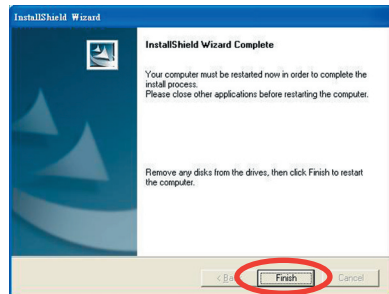 InstallShield Wizard
InstallShield Wizard Complete
Your computer must be restarted now in order to complete the
install process.
Please close other applications before restarting the computer.
Remove any disks from the drives, then click Finish to restart
the computer.
Finish
Cancel